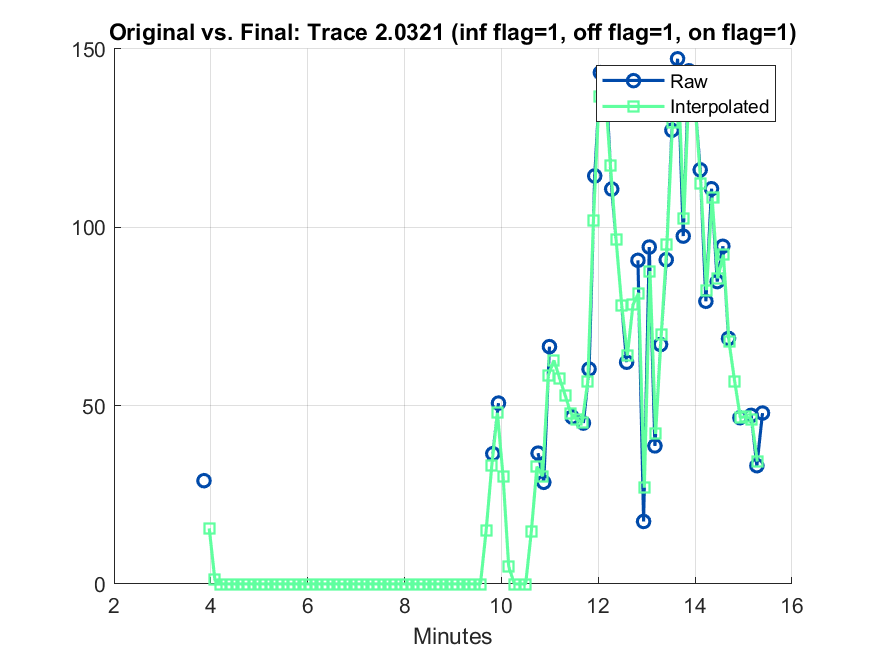 Original vs. Final: Trace 2.0321 (inf flag=1, off flag=1, on flag=1)
150
Raw
Interpolated
100
50
0
2 4 6 8 10 12 14 16
Minutes